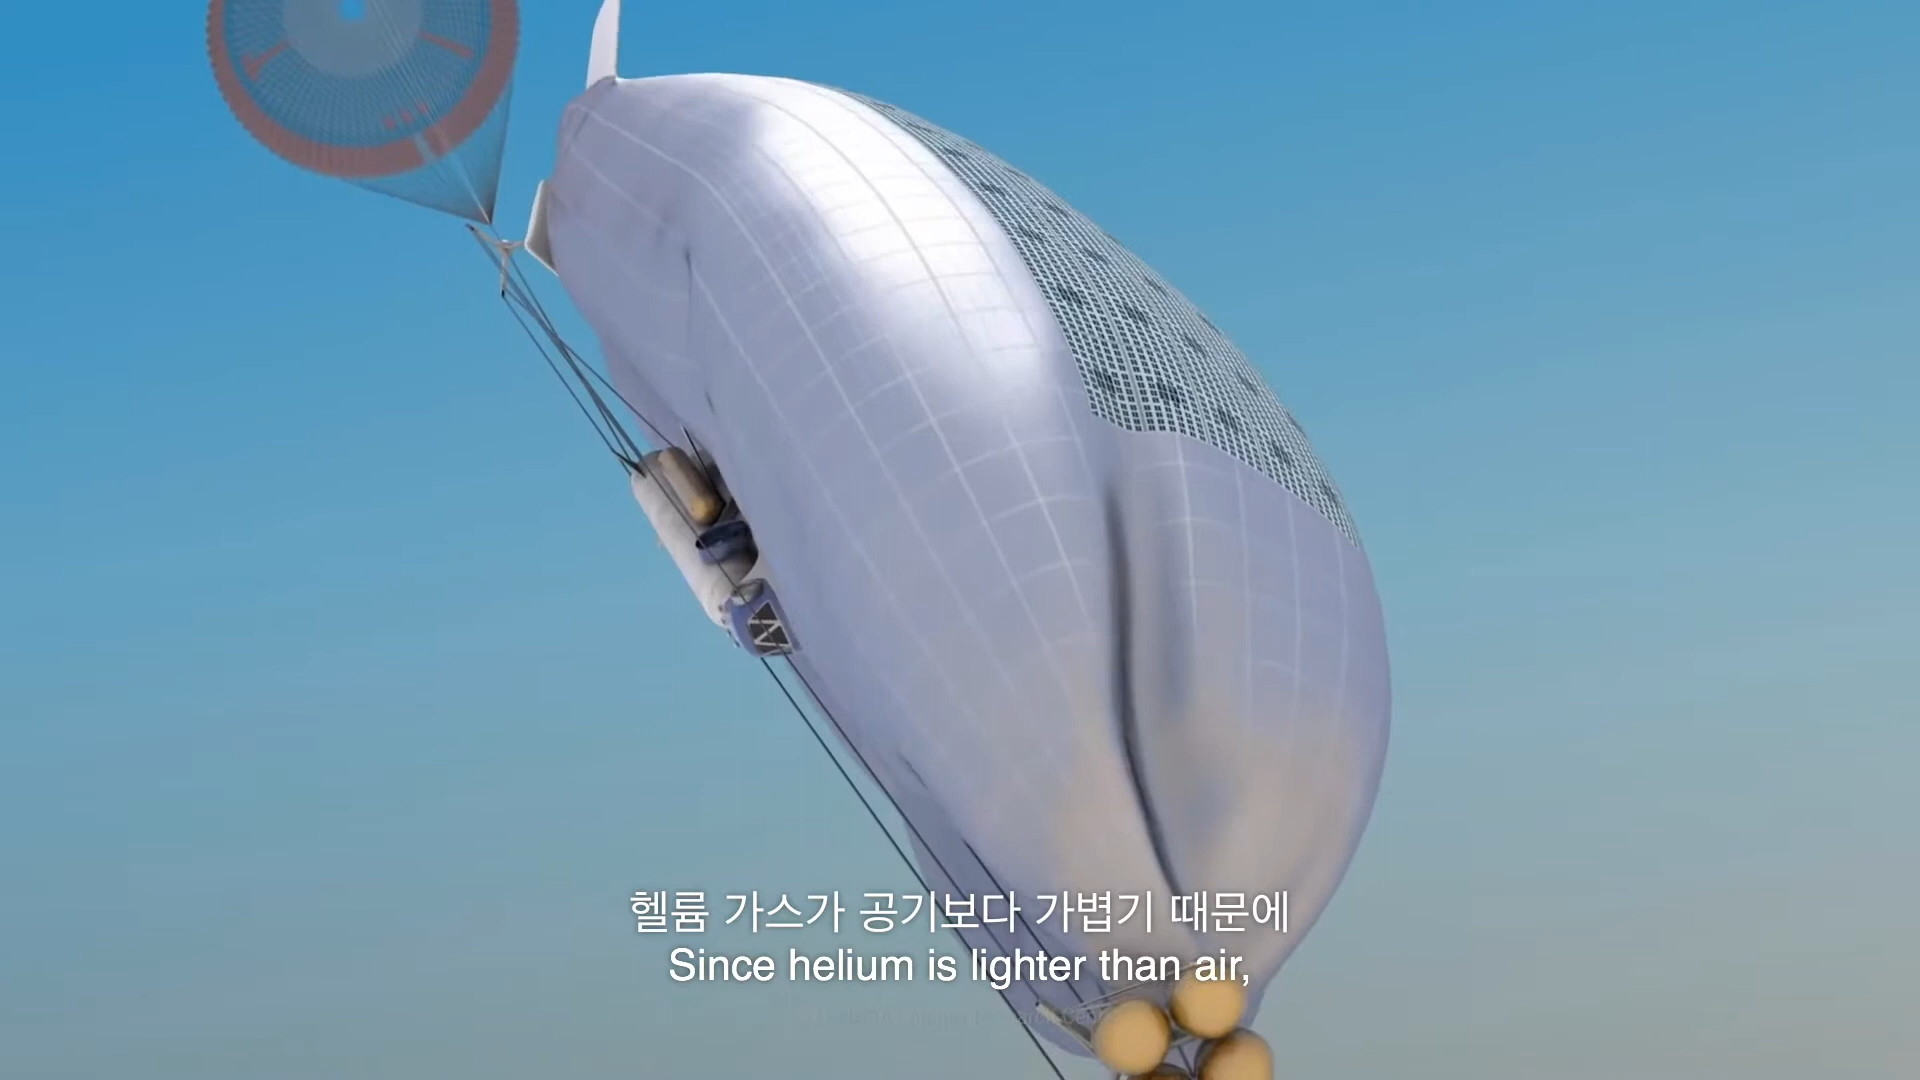 헬륨 가스가 공기보다 가볍기 때문에
Since helium is lighter than air,